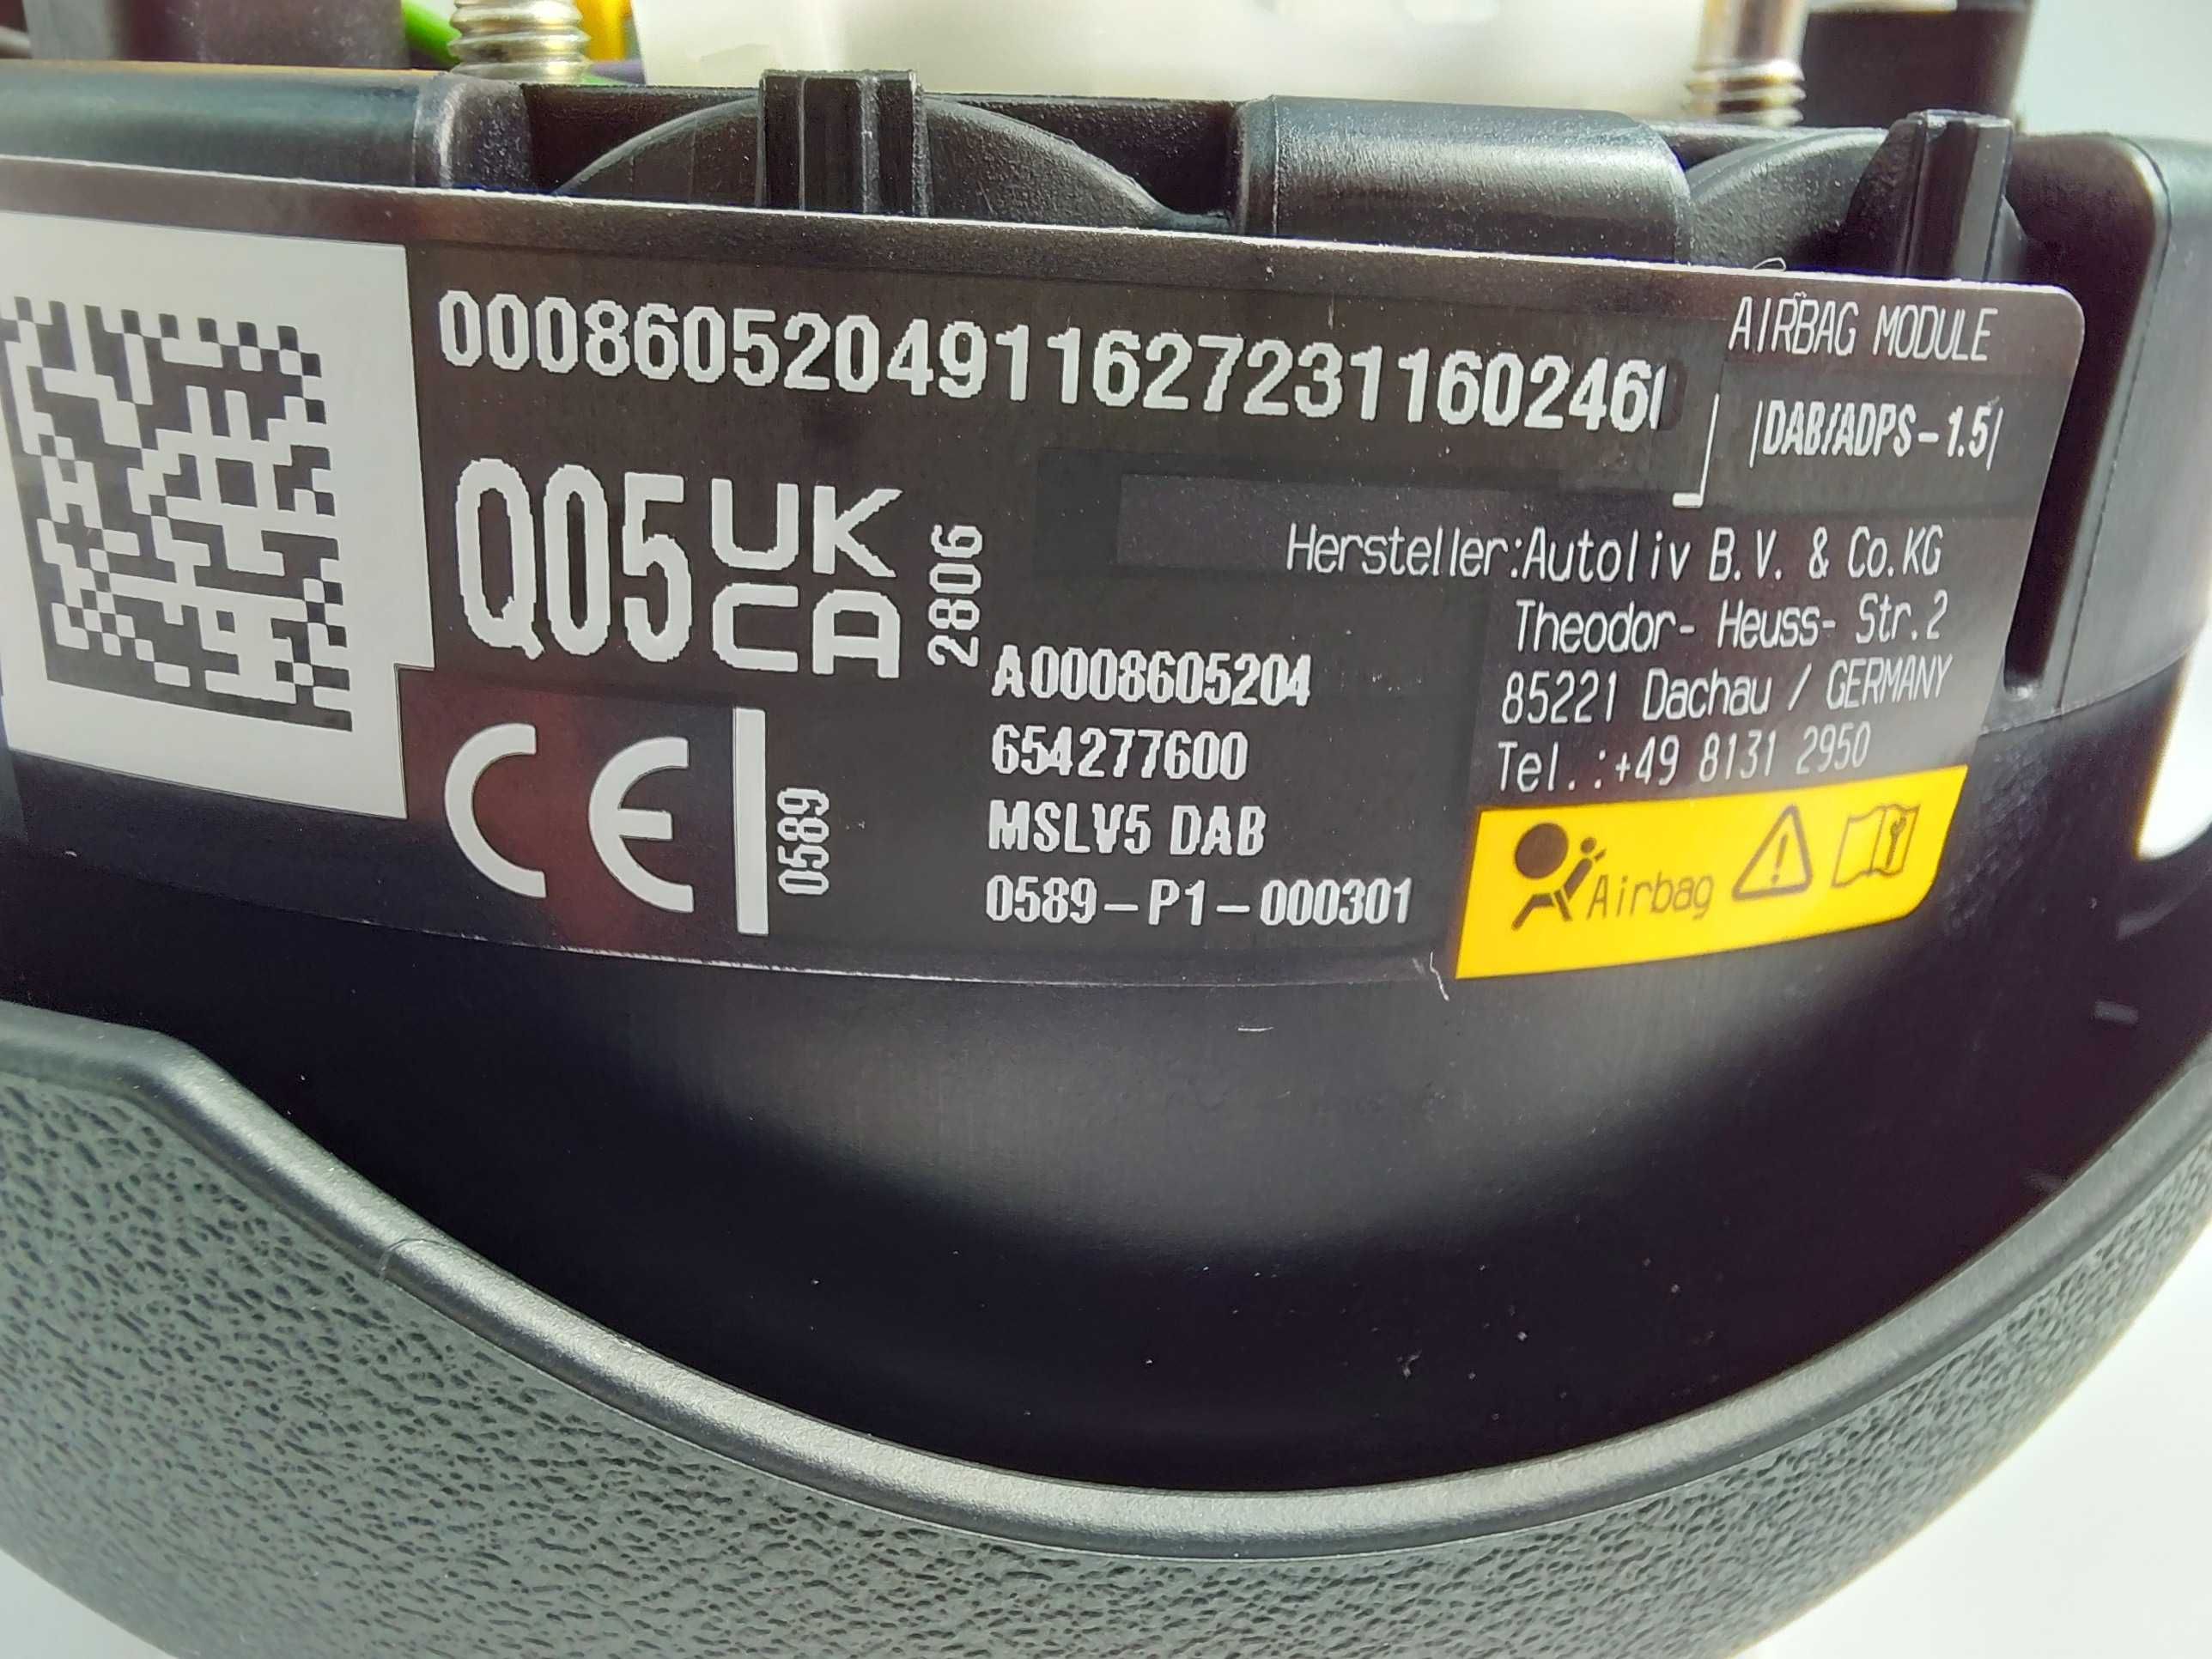 AIRBAG MODULE
|DAB/ADPS-1.5|
Q05
UK
CA
2806
Hersteller:Autoliv B.V. & Co.KG
Theodor- Heuss- Str.2
85221 Dachau / GERMANY
Tel.:+49 8131 2950
A0008605204
654277600
MSLV5 DAB
0589-P1-000301
CE
0589
Airbag